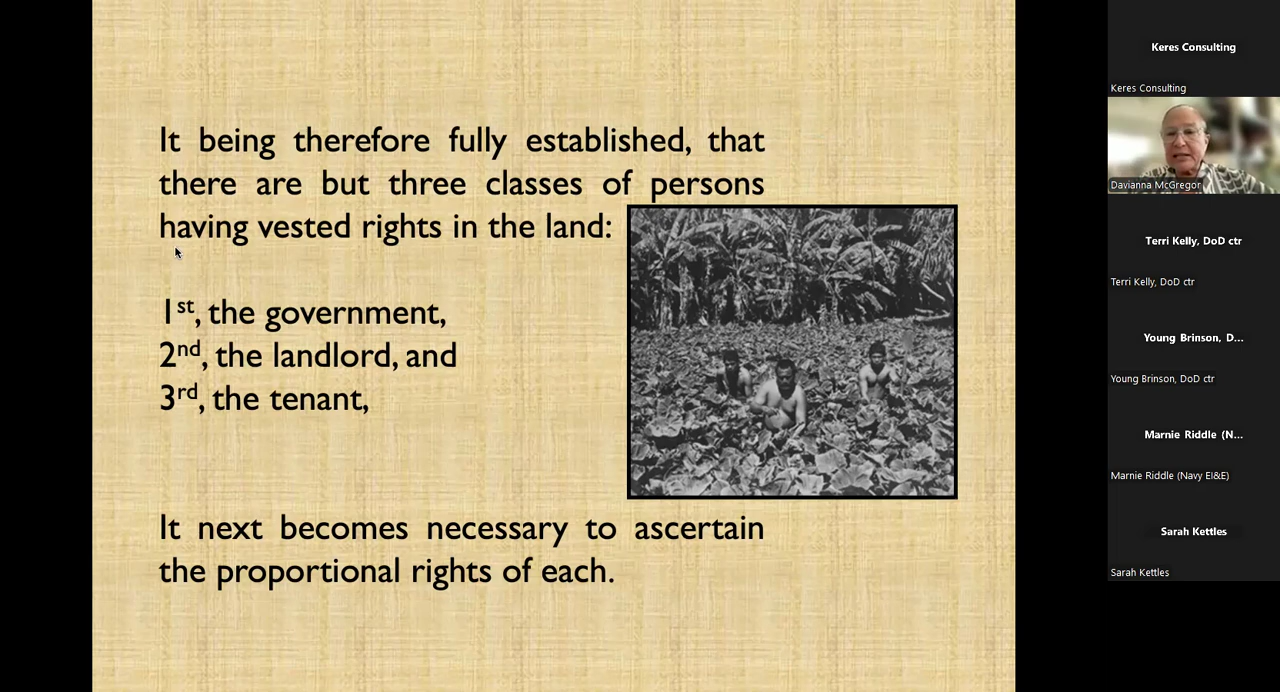 It being therefore fully established, that
there are but three classes of persons
having vested rights in the land:
1st, the government,
2nd, the landlord, and
3rd, the tenant,
It next becomes necessary to ascertain
the proportional rights of each.
Keres Consulting
Keres Consulting
Davianna McGregor
Terri Kelly, DoD ctr
Terri Kelly, DoD ctr
Young Brinson, D...
Young Brinson, DoD ctr
Marnie Riddle (N...
Marnie Riddle (Navy EI&E)
Sarah Kettles
Sarah Kettles